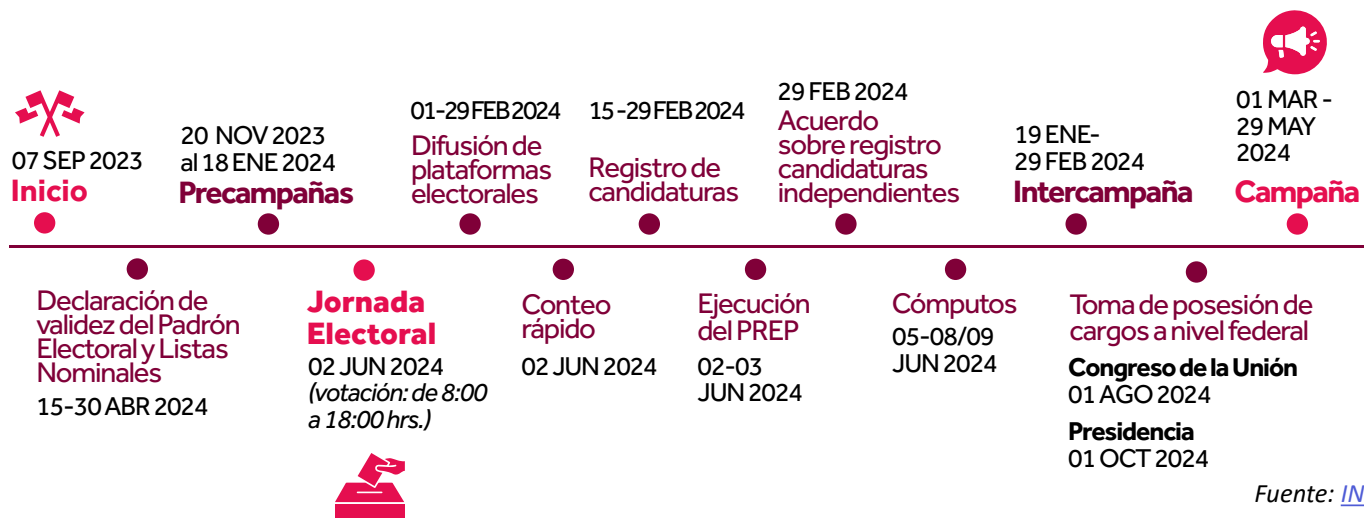 07 SEP 2023
Inicio
20 NOV 2023
al 18 ENE 2024
Precampañas
01-29 FEB 2024
Difusión de
plataformas
electorales
15 -29 FEB 2024
Registro de
candidaturas
29 FEB 2024
Acuerdo
sobre registro
candidaturas
independientes
19 ENE-
29 FEB 2024
Intercampaña
01 MAR -
29 MAY
2024
Campaña
Declaración de
validez del Padrón
Electoral y Listas
Nominales
15-30 ABR 2024
Jornada
Electoral
02 JUN 2024
(votación: de 8:00
a 18:00 hrs.)
Conteo
rápido
02 JUN 2024
Ejecución
del PREP
02-03
JUN 2024
Cómputos
05-08/09
JUN 2024
Toma de posesión de
cargos a nivel federal
Congreso de la Unión
01 AGO 2024
Presidencia
01 OCT 2024
Fuente: IN